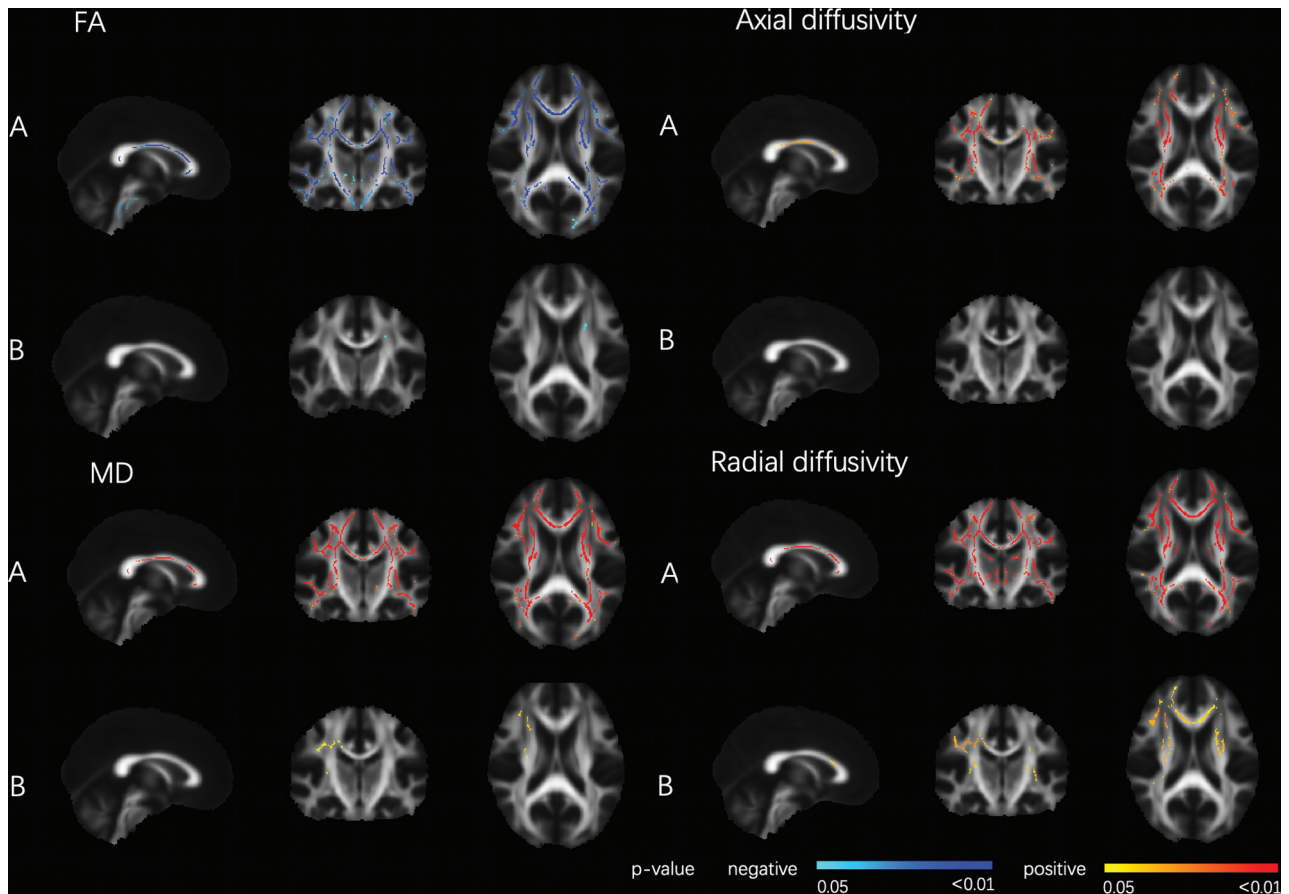 FA
Axial diffusivity
A
A
B
B
MD
Radial diffusivity
A
A
B
B
p-value negative 0.05 <0.01 positive 0.05 <0.01